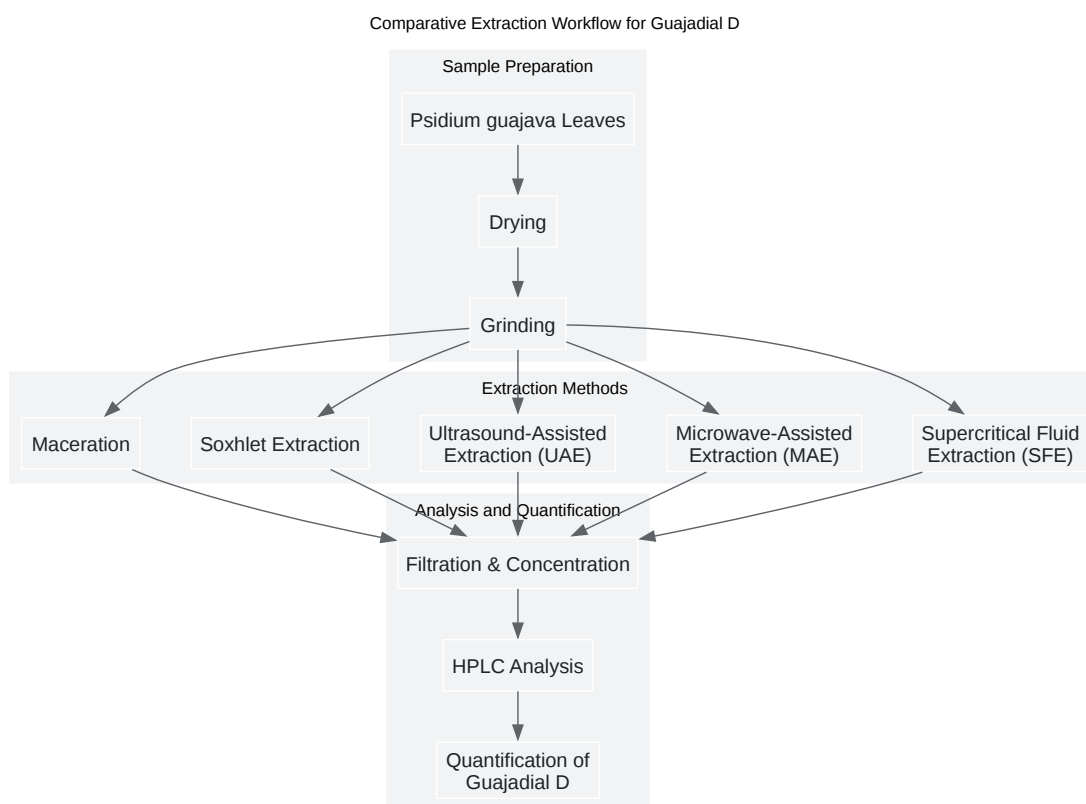 Comparative Extraction Workflow for Guajadial D
Sample Preparation
Psidium guajava Leaves
Drying
Grinding
Extraction Methods
Maceration
Soxhlet Extraction
Ultrasound-Assisted
Extraction (UAE)
Microwave-Assisted
Extraction (MAE)
Supercritical Fluid
Extraction (SFE)
Analysis and Quantification
Filtration & Concentration
HPLC Analysis
Quantification of
Guajadial D